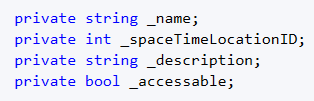 private string _name;
private int _spaceTimeLocationID;
private string _description;
private bool _accessable;